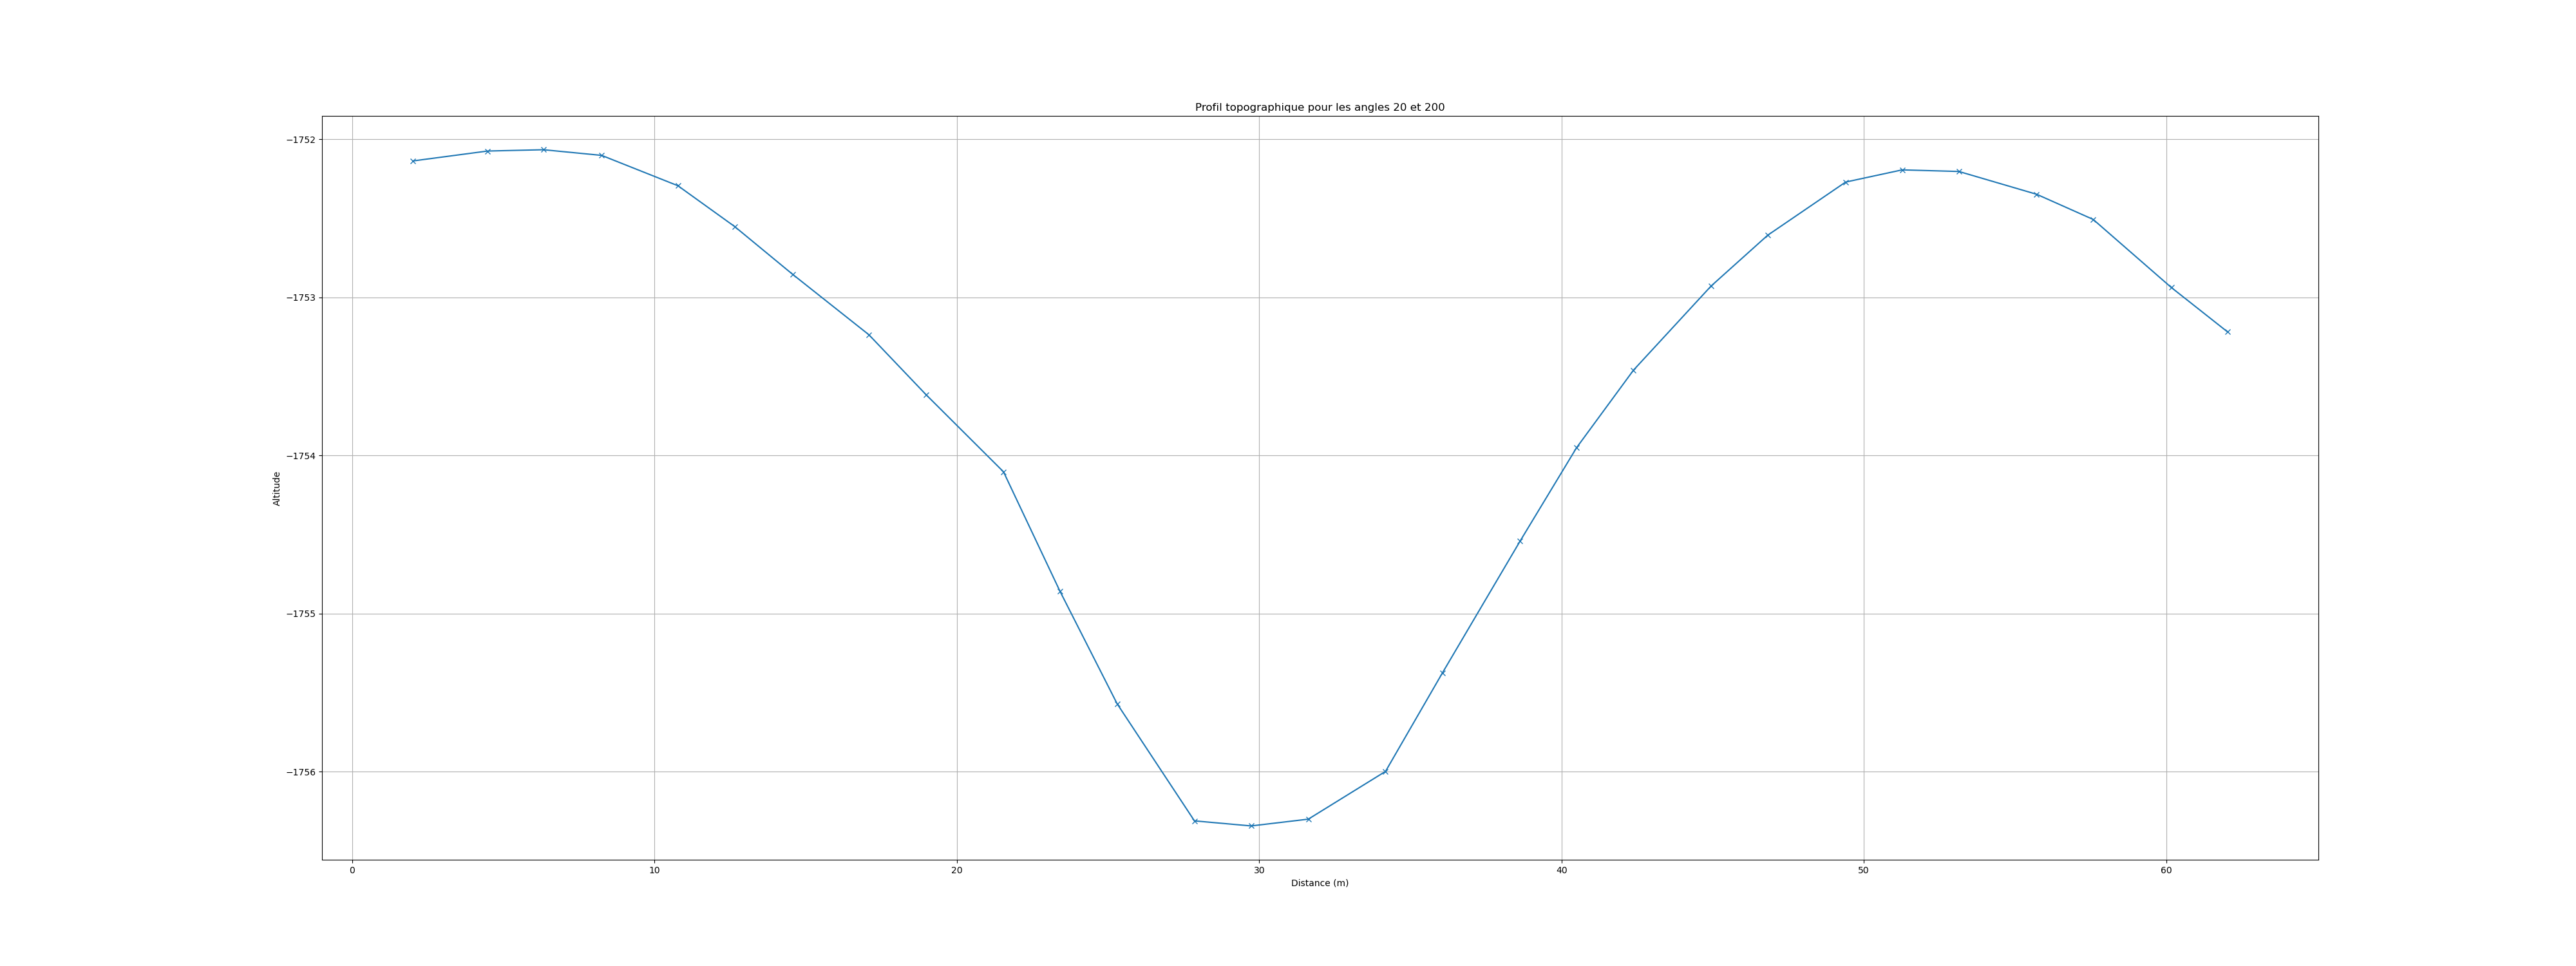 Profil topographique pour les angles 20 et 200
−1752
−1753
−1754
−1755
−1756
Altitude
0 10 20 30 40 50 60
Distance (m)